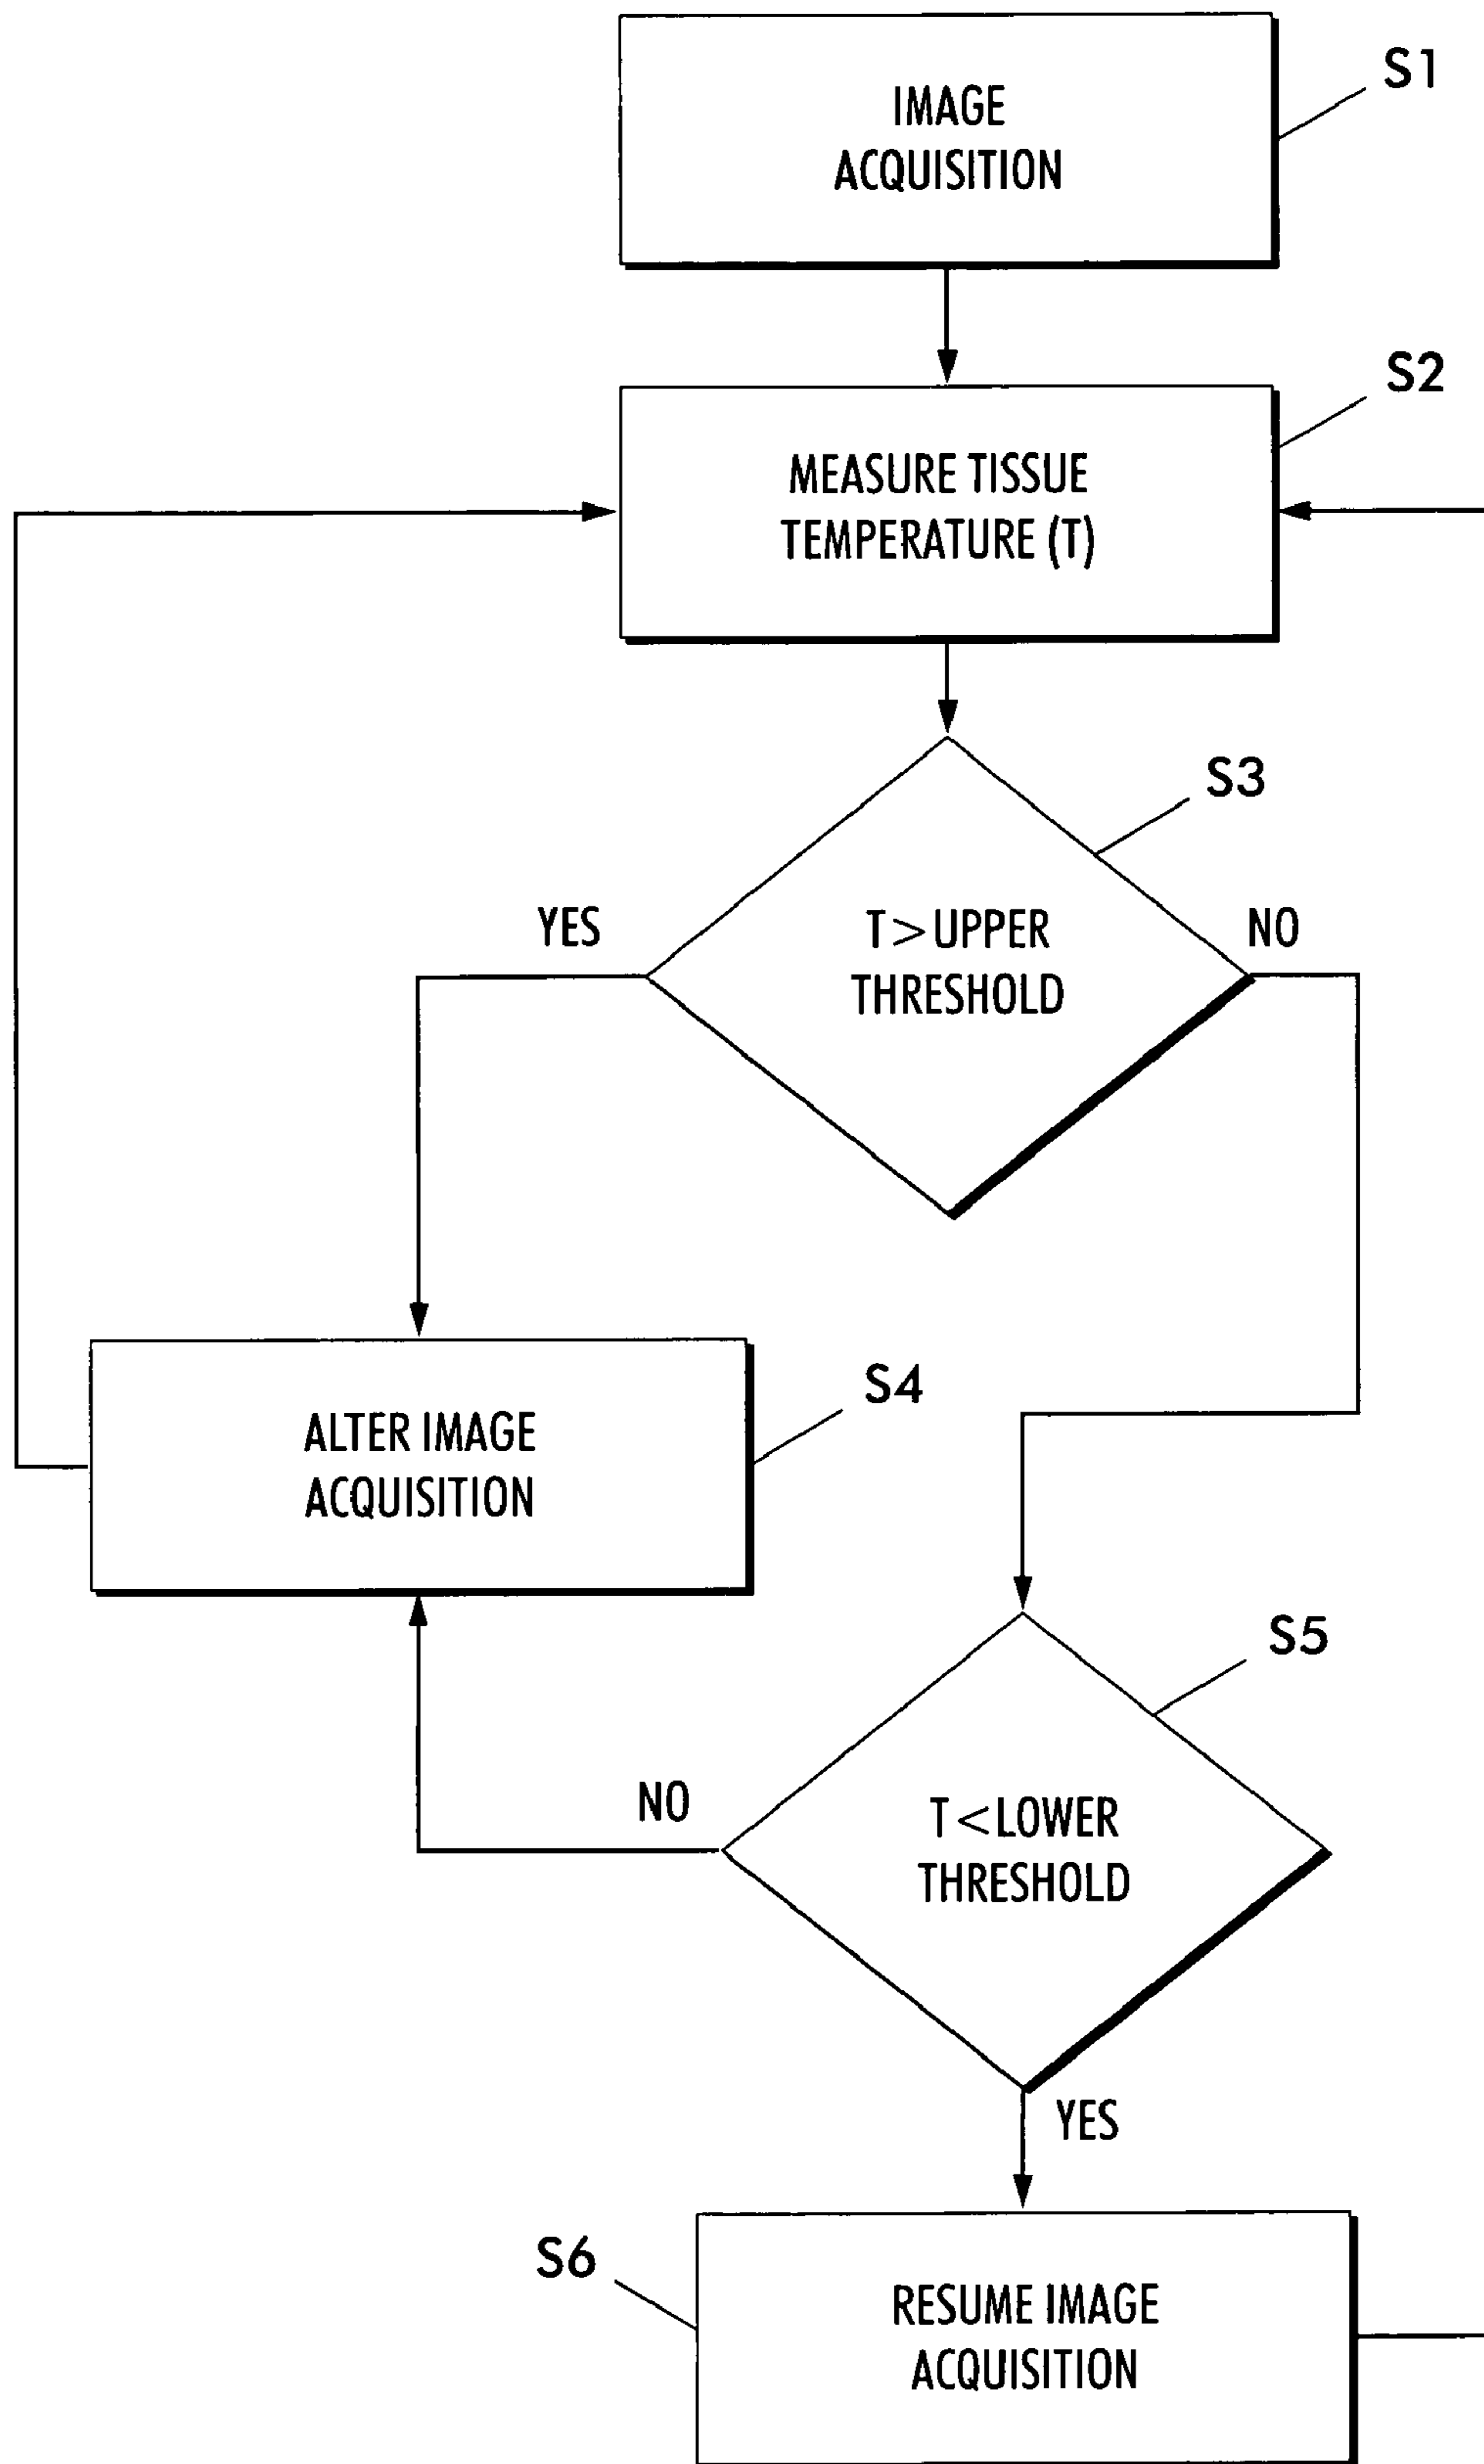 IMAGE
ACQUISITION
S1
MEASURE TISSUE
TEMPERATURE (T)
S2
T > UPPER
THRESHOLD
S3
YES
NO
ALTER IMAGE
ACQUISITION
S4
T < LOWER
THRESHOLD
S5
NO
YES
RESUME IMAGE
ACQUISITION
S6